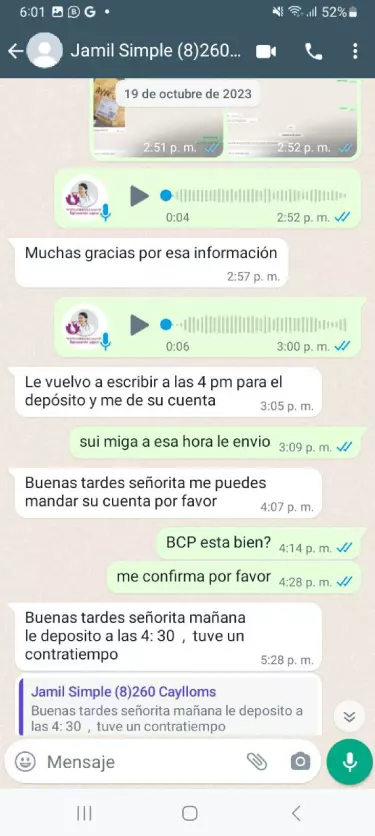 6:01 G • 52%
Jamil Simple (8)260...
19 de octubre de 2023
2:51 p. m. 2:52 p. m.
0:04 2:52 p. m.
Muchas gracias por esa información
2:57 p. m.
0:06 3:00 p. m.
Le vuelvo a escribir a las 4 pm para el
depósito y me de su cuenta 3:05 p. m.
sui miga a esa hora le envio 3:09 p. m.
Buenas tardes señorita me puedes
mandar su cuenta por favor 4:07 p. m.
BCP esta bien? 4:14 p. m.
me confirma por favor 4:28 p. m.
Buenas tardes señorita mañana
le deposito a las 4: 30 , tuve un
contratiempo 5:28 p. m.
Jamil Simple (8)260 Caylloms
Buenas tardes señorita mañana le deposito a
las 4: 30 , tuve un contratiempo
Mensaje